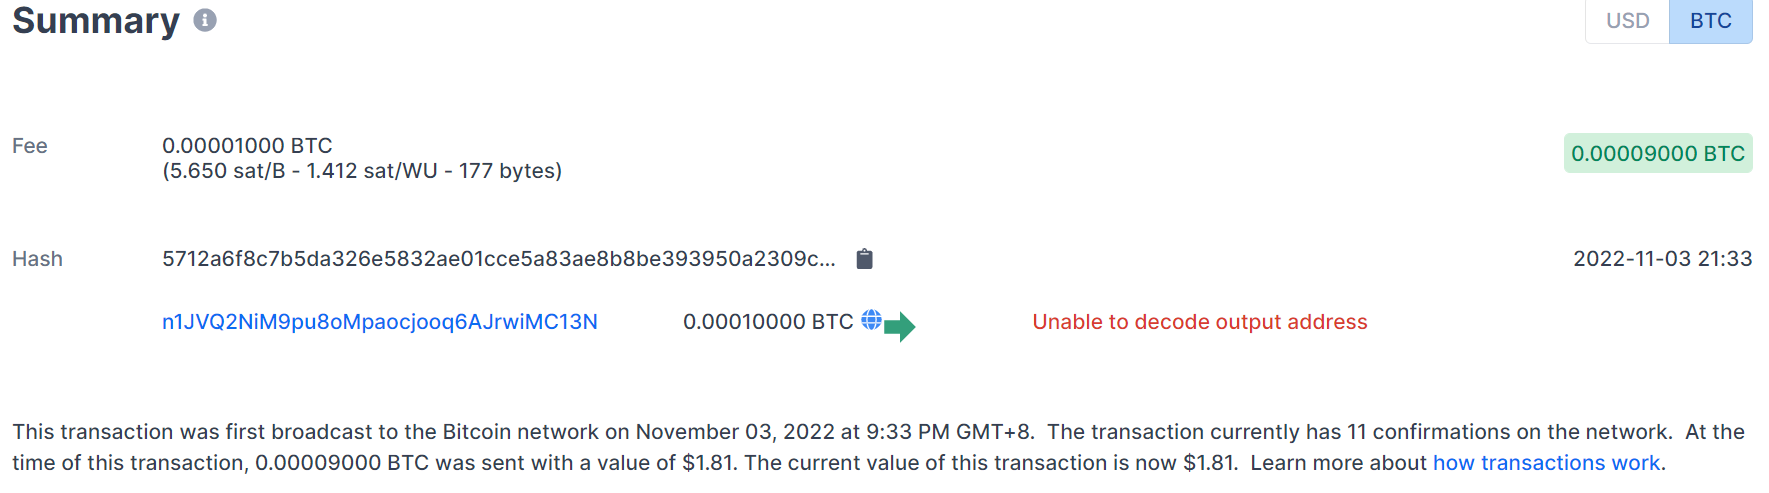 Summary
USD BTC
Fee 0.00001000 BTC 0.00009000 BTC
(5.650 sat/B - 1.412 sat/WU - 177 bytes)
Hash 5712a6f8c7b5da326e5832ae01cce5a83ae8b8be393950a2309c... 2022-11-03 21:33
n1JVQ2NiM9pu8oMpaocjooq6AJrwiMC13N 0.00010000 BTC Unable to decode output address
This transaction was first broadcast to the Bitcoin network on November 03, 2022 at 9:33 PM GMT+8. The transaction currently has 11 confirmations on the network. At the
time of this transaction, 0.00009000 BTC was sent with a value of $1.81. The current value of this transaction is now $1.81. Learn more about how transactions work.